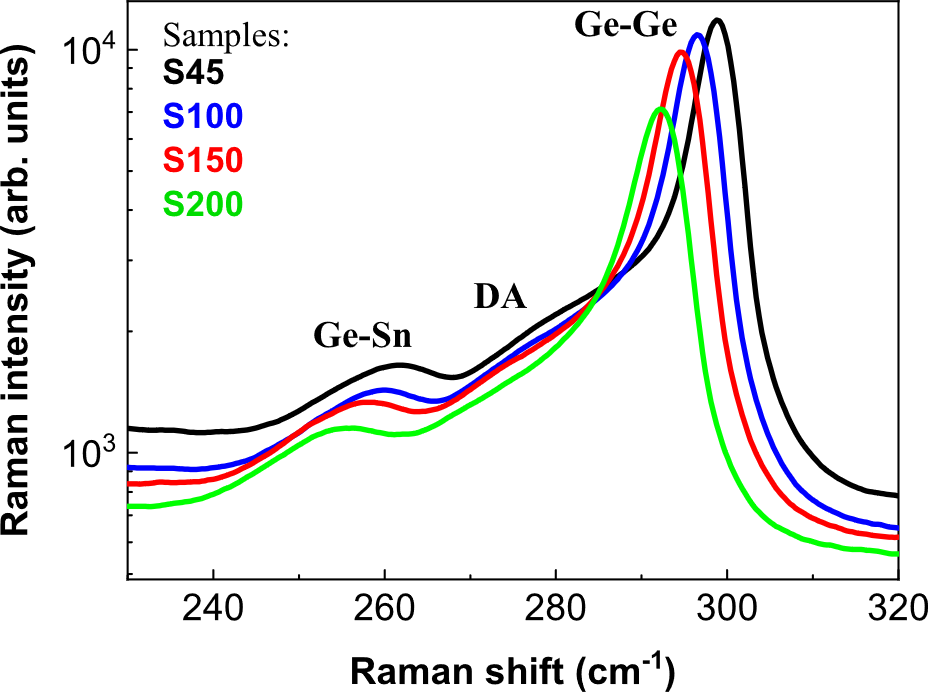 Ge-Ge
Samples:
S45
S100
S150
S200
DA
Ge-Sn
10⁴
10³
Raman intensity (arb. units)
240 260 280 300 320
Raman shift (cm⁻¹)